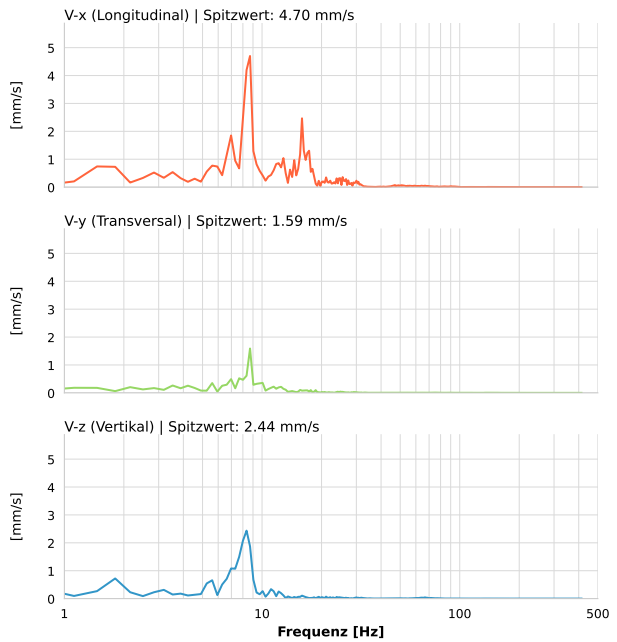 V-x (Longitudinal) | Spitzwert: 4.70 mm/s
[mm/s]
5
4
3
2
1
0
V-y (Transversal) | Spitzwert: 1.59 mm/s
[mm/s]
5
4
3
2
1
0
V-z (Vertikal) | Spitzwert: 2.44 mm/s
[mm/s]
5
4
3
2
1
0
1 10 100 500
Frequenz [Hz]